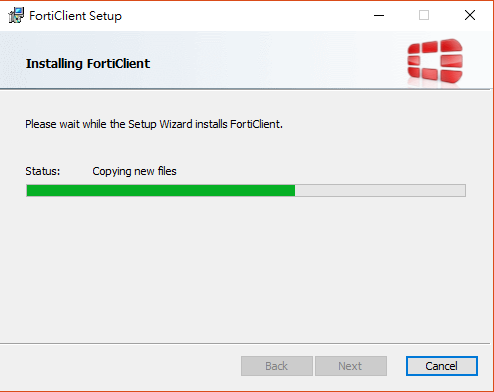 FortiClient Setup
Installing FortiClient
Please wait while the Setup Wizard installs FortiClient.
Status: Copying new files
Back Next Cancel